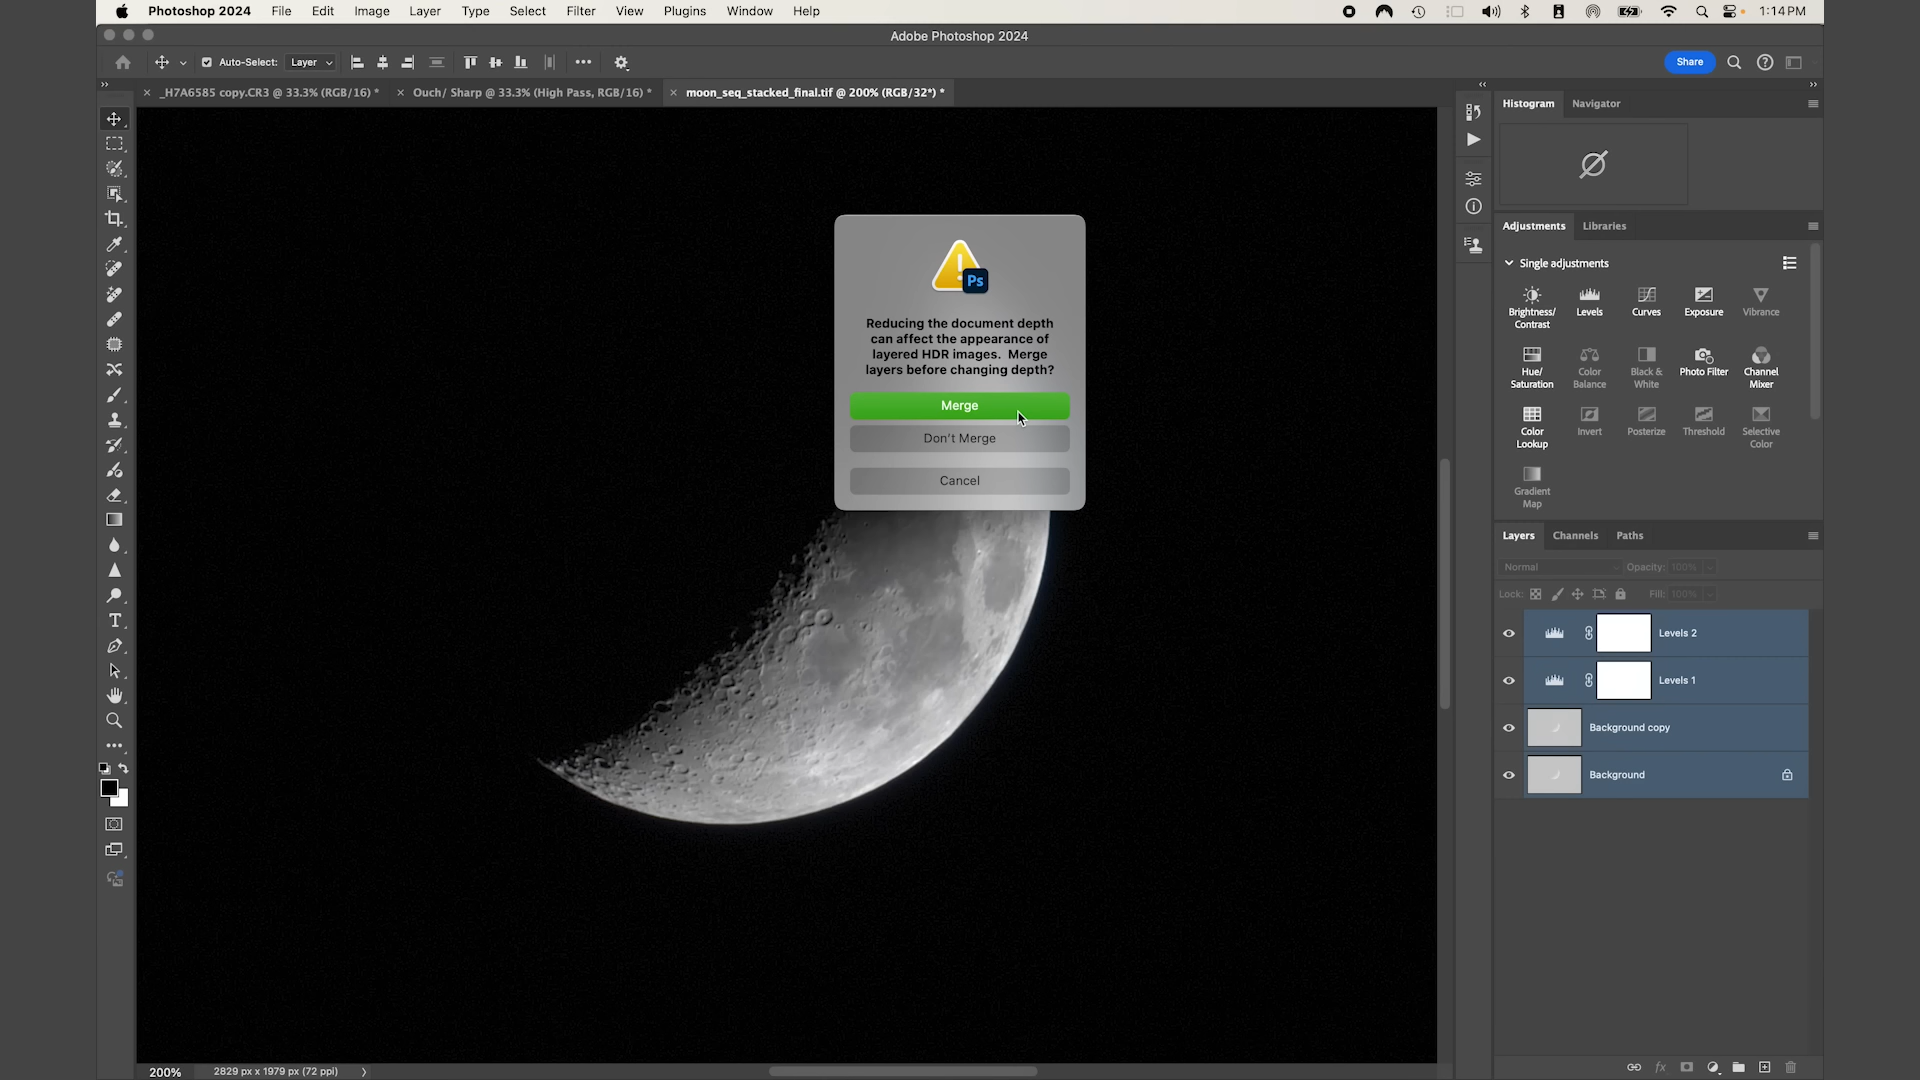 Photoshop 2024 File Edit Image Layer Type Select Filter View Plugins Window Help 1:14 PM
Adobe Photoshop 2024
Auto-Select: Layer Share
_H7A6585 copy.CR3 @ 33.3% (RGB/16) * Ouch/ Sharp @ 33.3% (High Pass, RGB/16) * moon_seq_stacked_final.tif @ 200% (RGB/32*) *
Histogram Navigator
Adjustments Libraries
Single adjustments
Brightness/
Contrast
Levels
Curves
Exposure
Vibrance
Hue/
Saturation
Color
Balance
Black &
White
Photo Filter
Channel
Mixer
Color
Lookup
Invert
Posterize
Threshold
Selective
Color
Gradient
Map
Ps
Reducing the document depth
can affect the appearance of
layered HDR images. Merge
layers before changing depth?
Merge
Don't Merge
Cancel
Layers Channels Paths
Normal Opacity: 100%
Lock: Fill: 100%
Levels 2
Levels 1
Background copy
Background
T
fx
200% 2829 px x 1979 px (72 ppi)